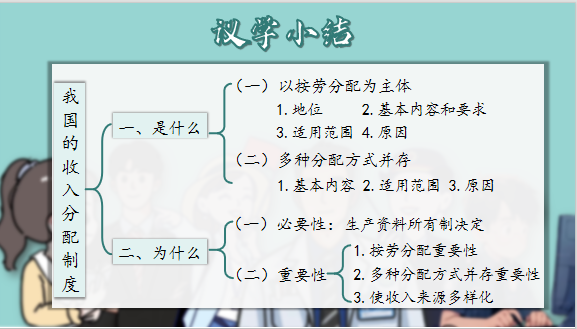 议学小结
我国的收入分配制度
一、是什么
（一）以按劳分配为主体
1.地位 2.基本内容和要求
3.适用范围 4.原因
（二）多种分配方式并存
1.基本内容 2.适用范围 3.原因
二、为什么
（一）必要性：生产资料所有制决定
（二）重要性
1.按劳分配重要性
2.多种分配方式并存重要性
3.使收入来源多样化